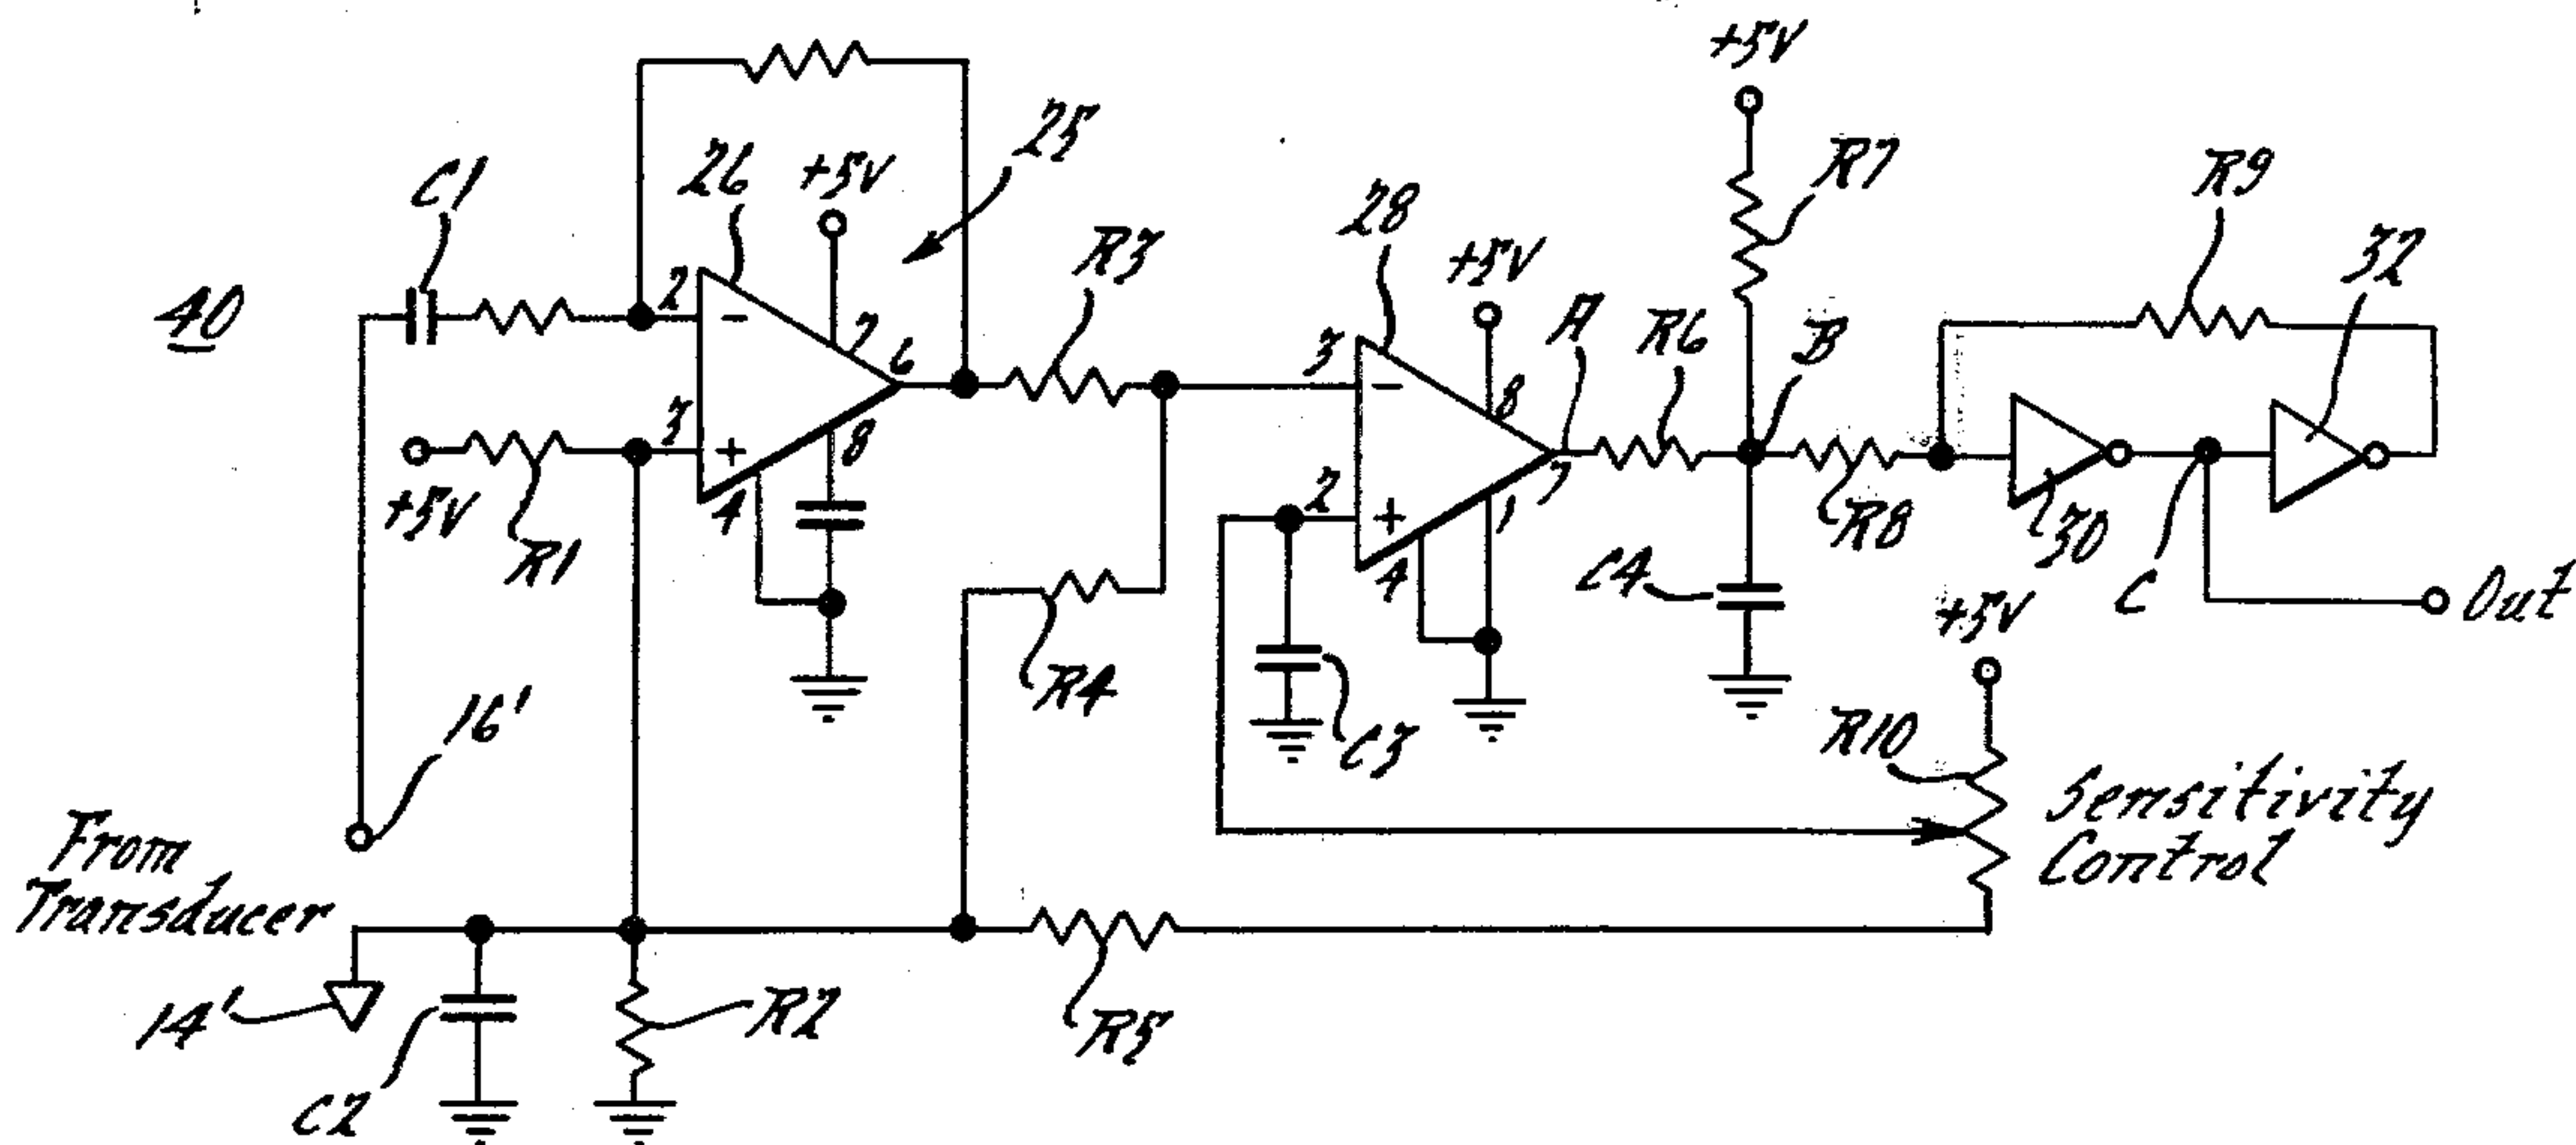 +5V
25
R7
C1
26
+5V
R9
28
R3
32
+5V
40
2
-
7
6
3
-
8
A
R6
B
3
+
8
4
+5V
R1
2
+
4
1
7
R8
30
C4
C
Out
+5V
R4
C3
R10
16'
Sensitivity
Control
From
Transducer
14'
C2
R2
R5